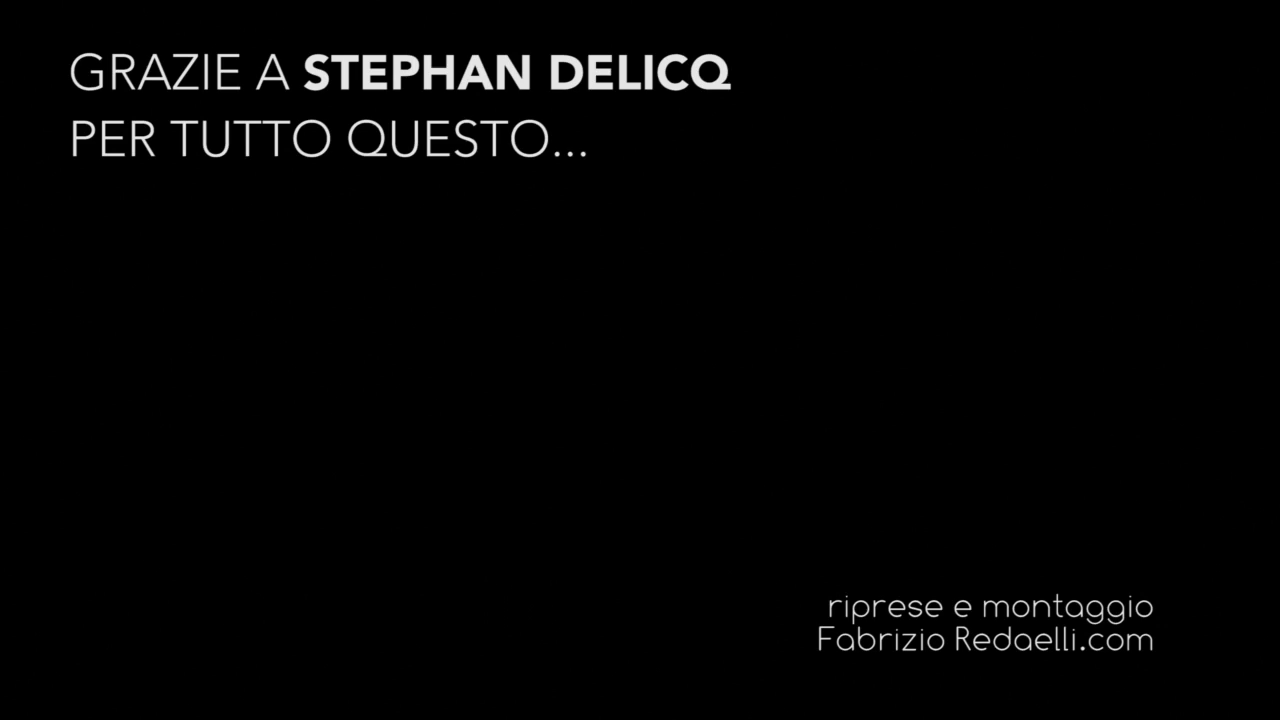 GRAZIE A STEPHAN DELICQ
PER TUTTO QUESTO...
riprese e montaggio
Fabrizio Redaelli.com